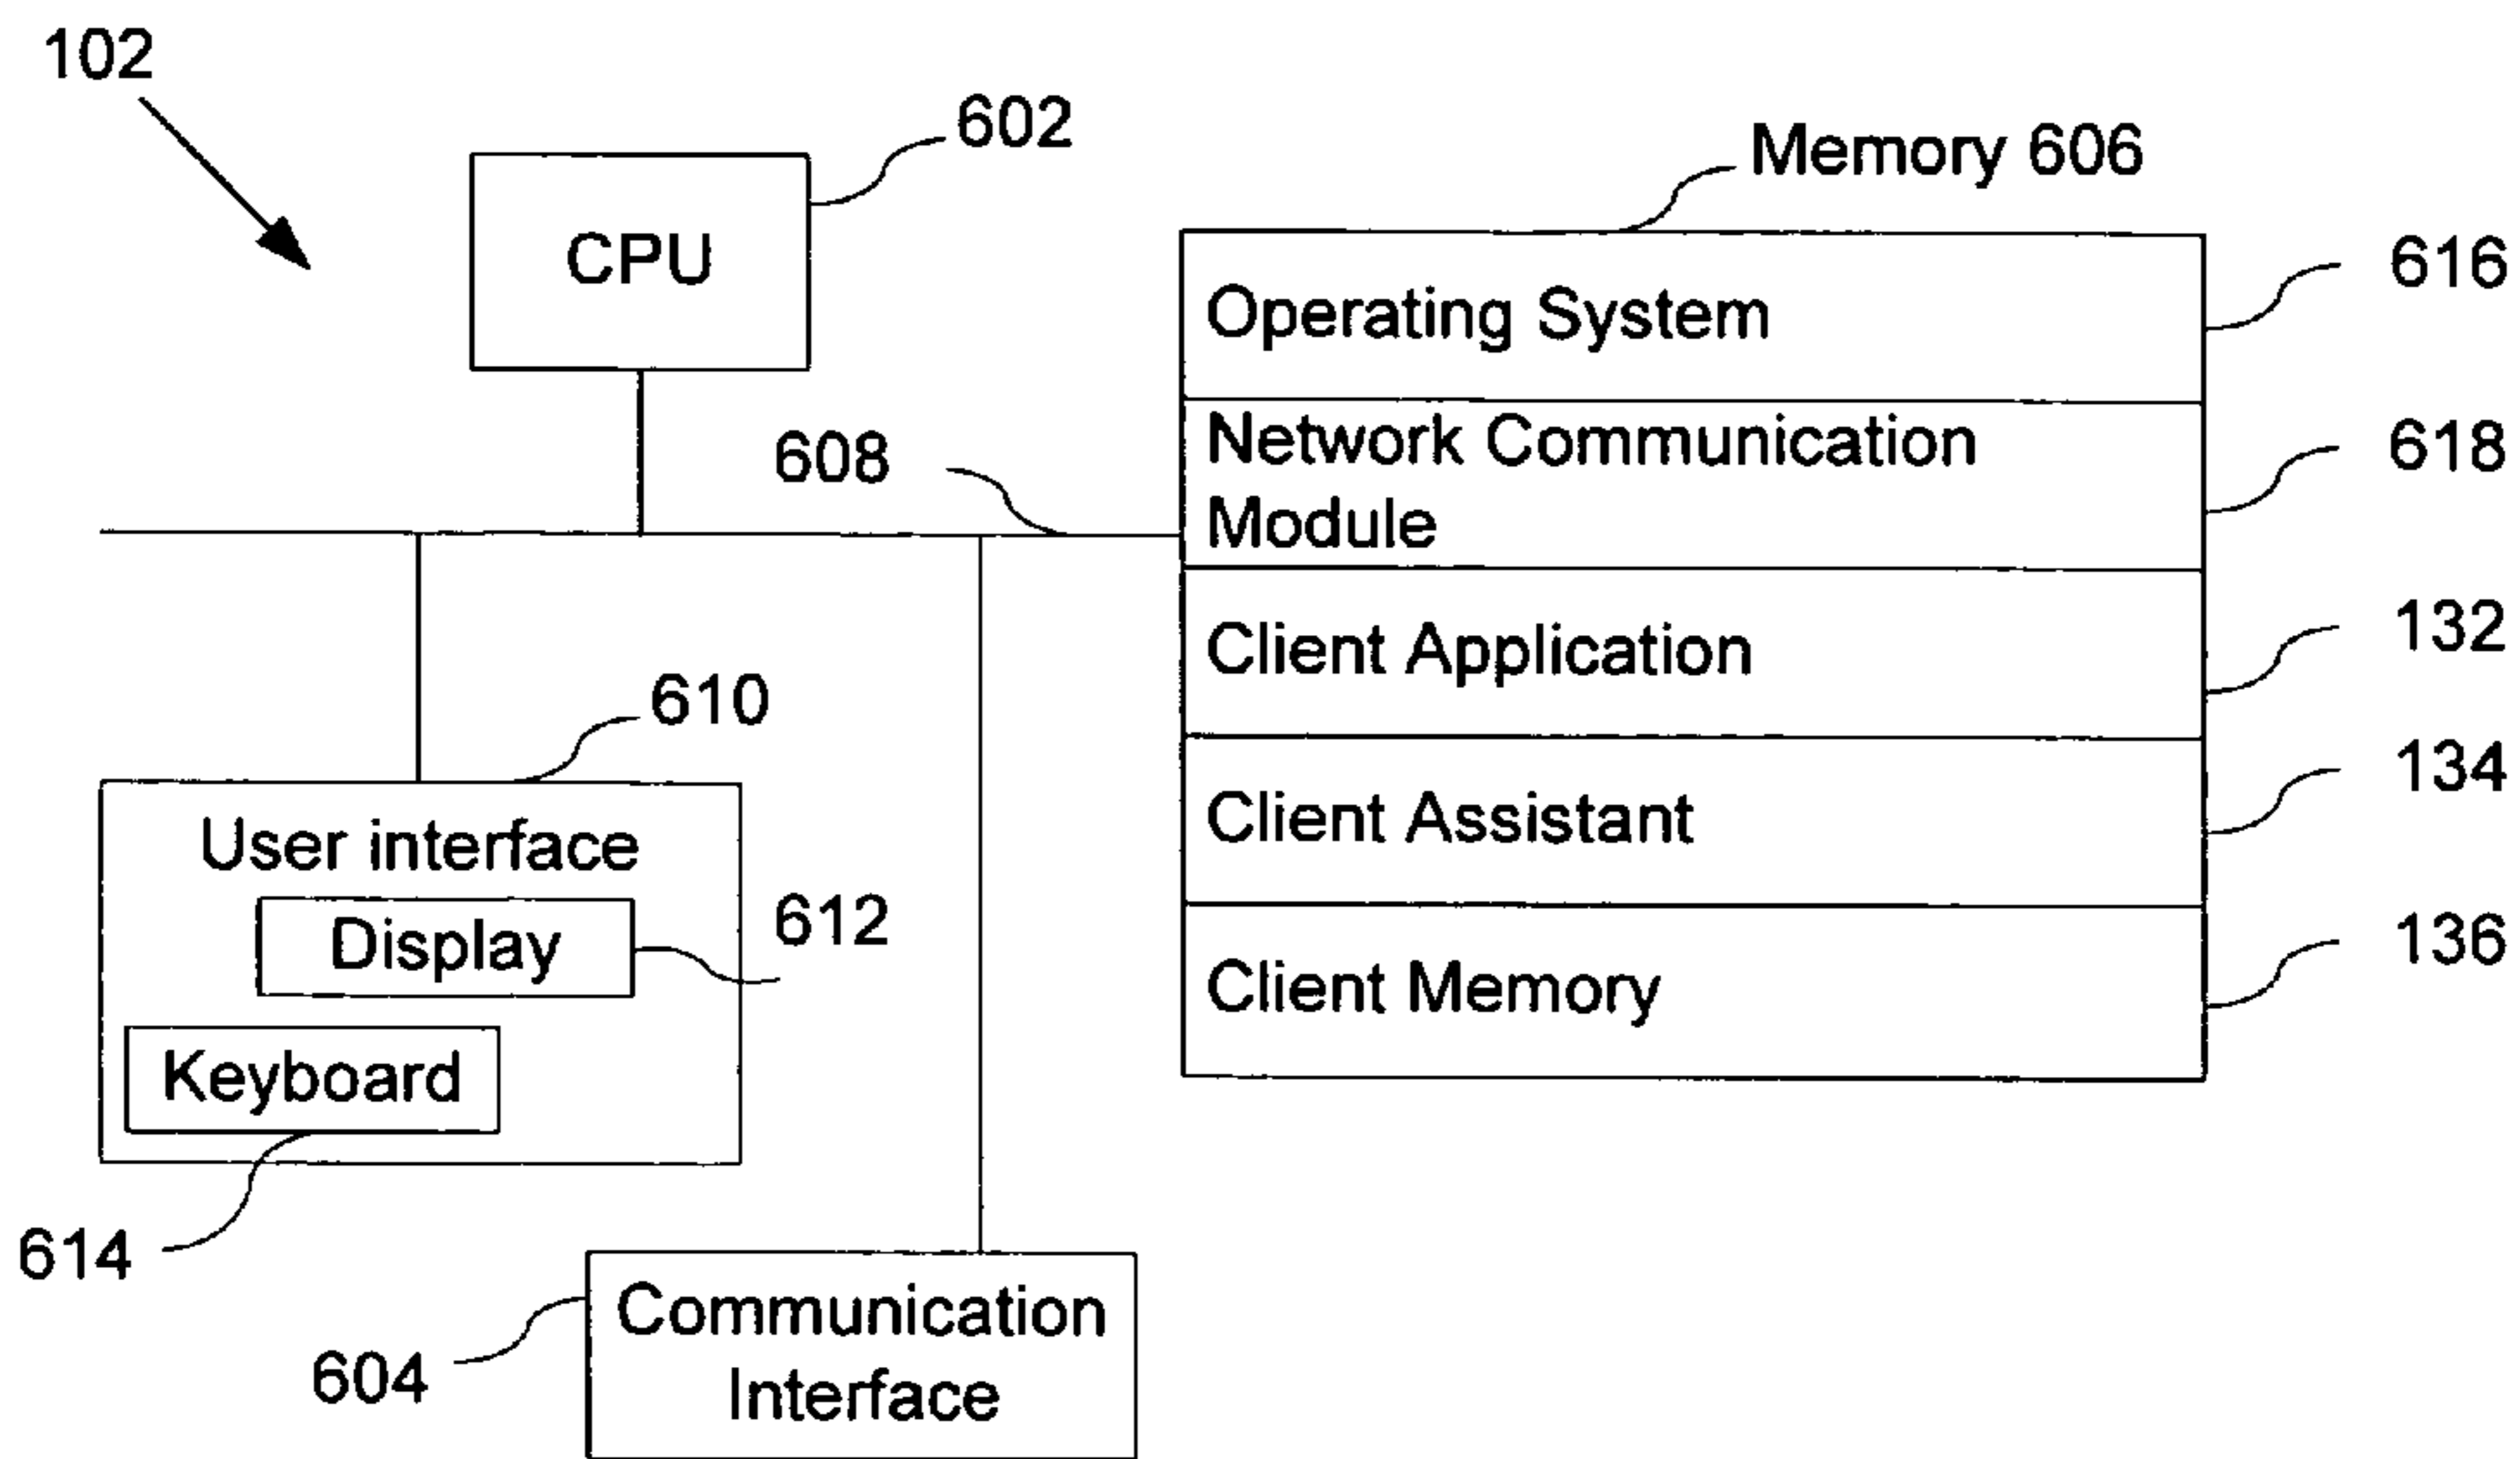 102
602
CPU
Memory 606
Operating System
616
Network Communication
Module
618
608
Client Application
132
Client Assistant
134
Client Memory
136
610
User interface
Display
612
Keyboard
614
Communication
Interface
604